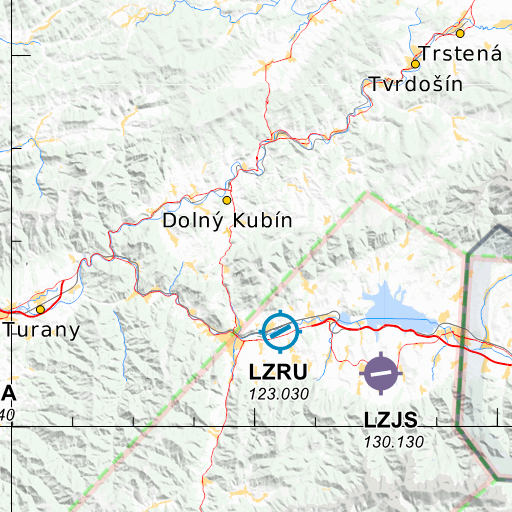 Trstená
Tvrdošín
Dolný Kubín
Turany
LZRU
123.030
A
40
LZJS
130.130